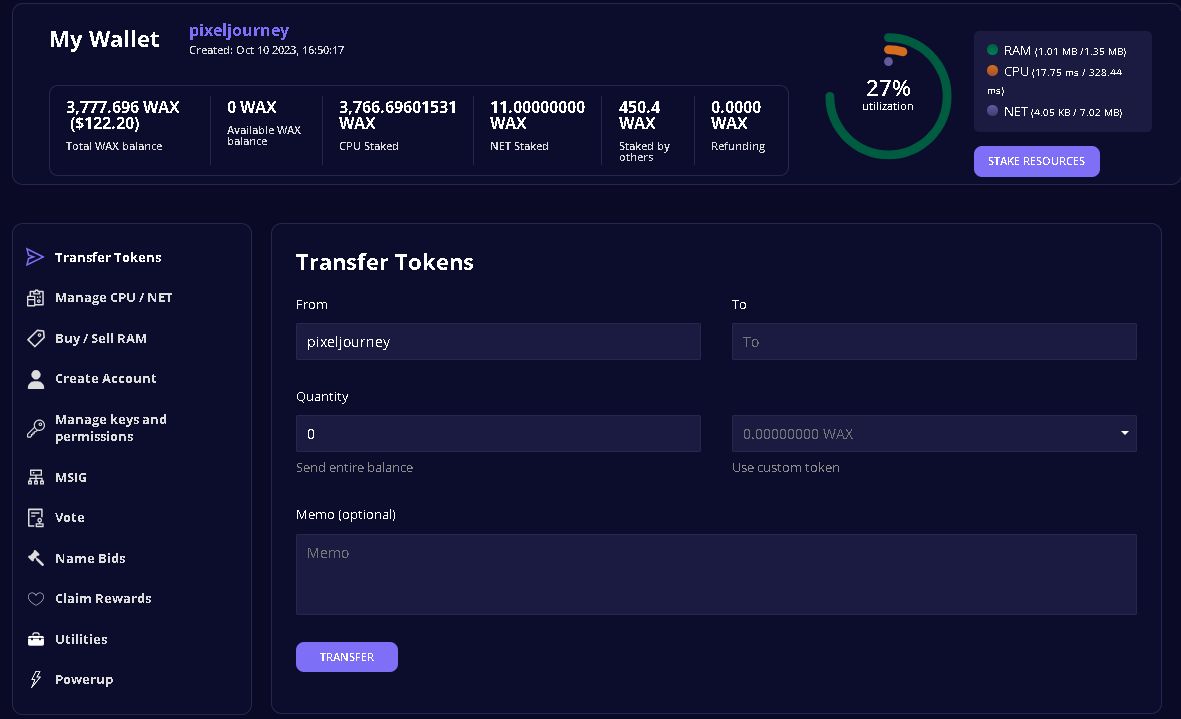 My Wallet
pixeljourney
Created: Oct 10 2023, 16:50:17
3,777.696 WAX
($122.20)
Total WAX balance
0 WAX
Available WAX
balance
3,766.69601531
WAX
CPU Staked
11.00000000
WAX
NET Staked
450.4
WAX
Staked by
others
0.0000
WAX
Refunding
27%
utilization
RAM (1.01 MB /1.35 MB)
CPU (17.75 ms / 328.44
ms)
NET (4.05 KB / 7.02 MB)
STAKE RESOURCES
Transfer Tokens
Manage CPU / NET
Buy / Sell RAM
Create Account
Manage keys and
permissions
MSIG
Vote
Name Bids
Claim Rewards
Utilities
Powerup
Transfer Tokens
From
pixeljourney
To
To
Quantity
0
Send entire balance
0.00000000 WAX
Use custom token
Memo (optional)
Memo
TRANSFER